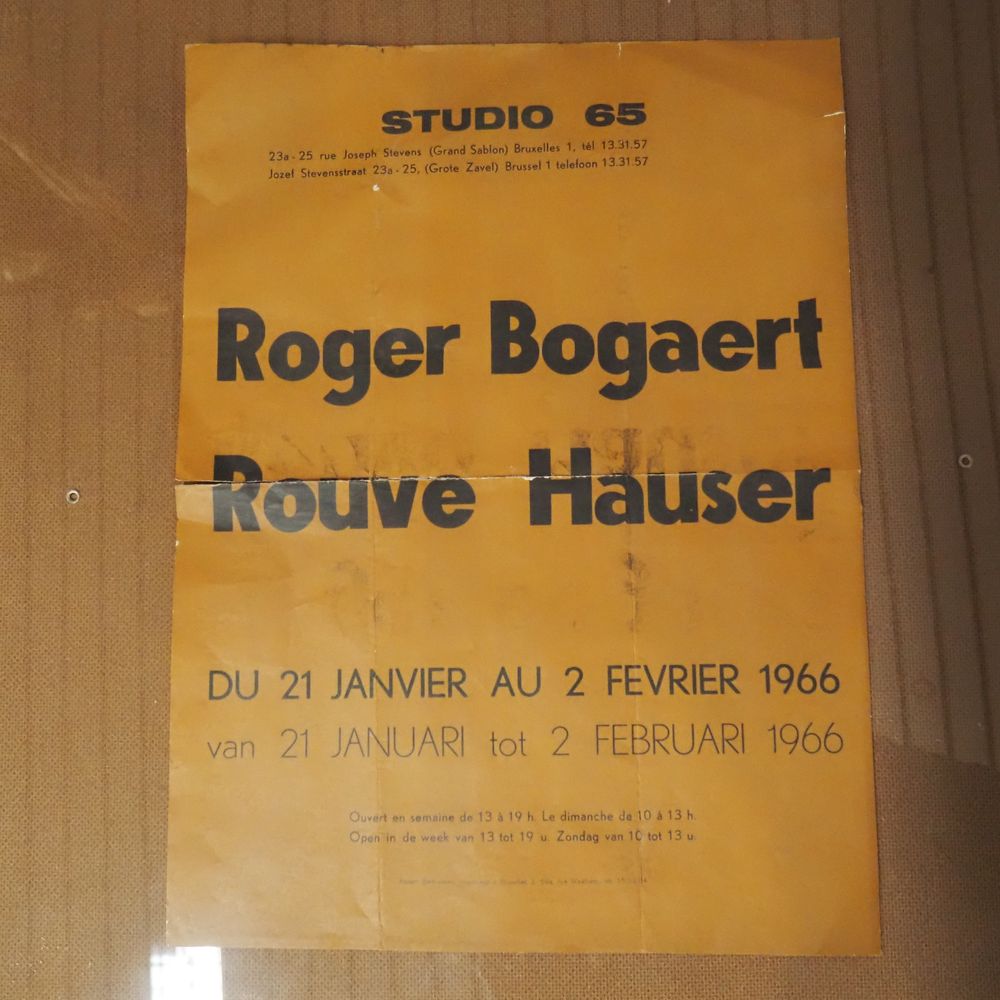 STUDIO 65
23a - 25 rue Joseph Stevens (Grand Sablon) Bruxelles 1, tél 13.31.57
Jozef Stevensstraat 23a - 25, (Grote Zavel) Brussel 1 telefoon 13.31.57
Roger Bogaert
Rouve Hauser
DU 21 JANVIER AU 2 FEVRIER 1966
van 21 JANUARI tot 2 FEBRUARI 1966
Ouvert en semaine de 13 à 19 h. Le dimanche de 10 à 13 h.
Open in de week van 13 tot 19 u. Zondag van 10 tot 13 u.